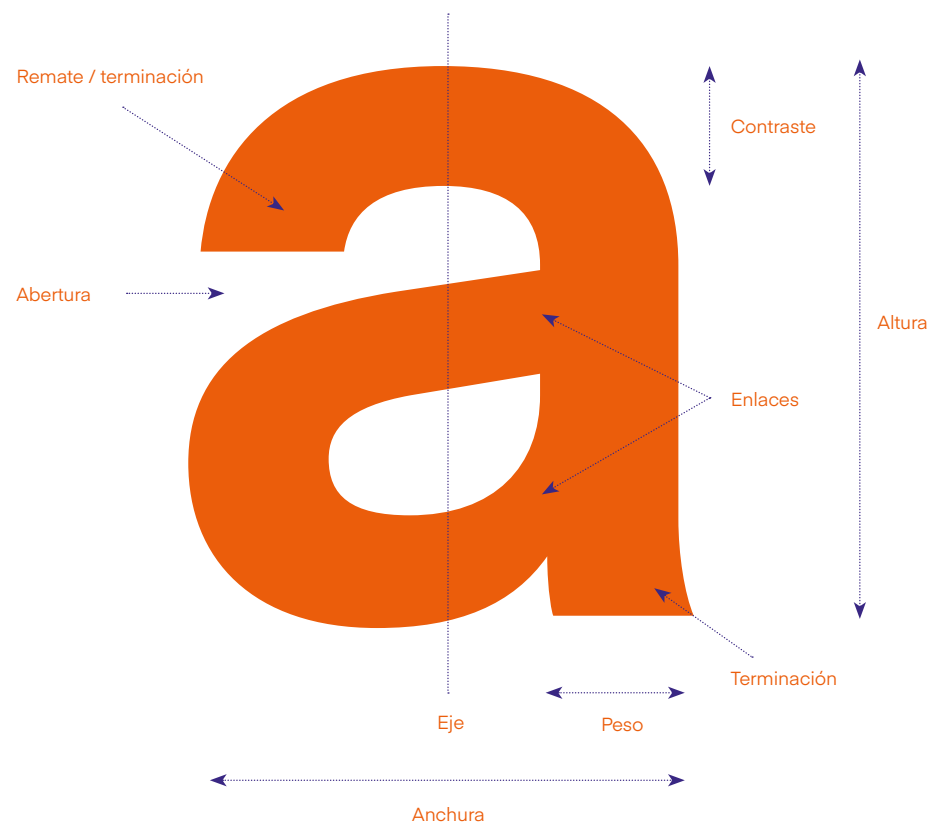 Remate / terminación
Contraste
Abertura
Altura
Enlaces
Terminación
Eje
Peso
Anchura
a